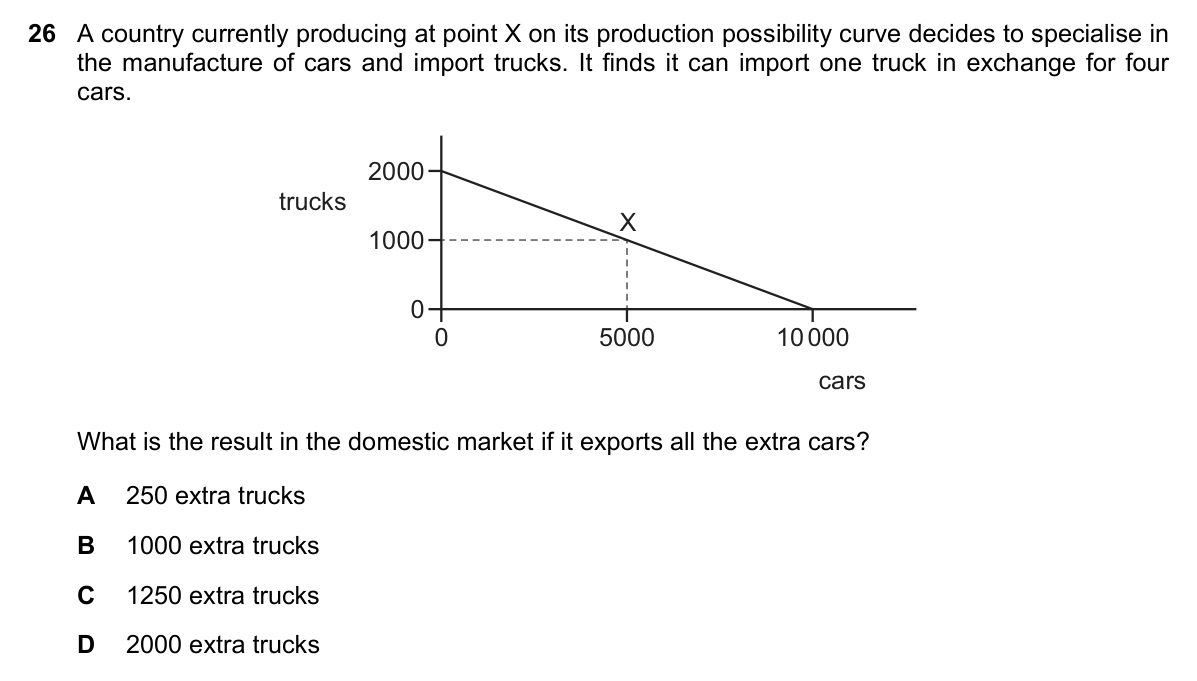 26 A country currently producing at point X on its production possibility curve decides to specialise in
the manufacture of cars and import trucks. It finds it can import one truck in exchange for four
cars.
2000
trucks
X
1000
0
0 5000 10 000
cars
What is the result in the domestic market if it exports all the extra cars?
A 250 extra trucks
B 1000 extra trucks
C 1250 extra trucks
D 2000 extra trucks